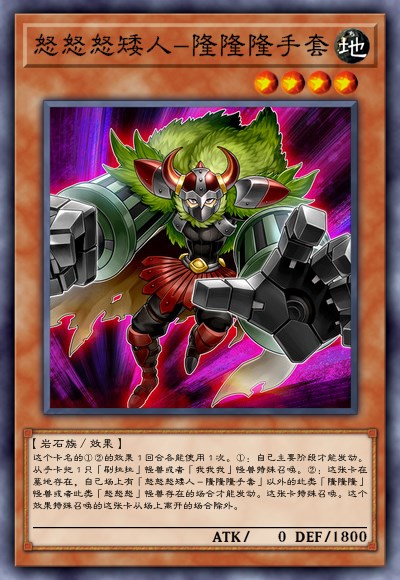 怒怒怒矮人-隆隆隆手套
地
【岩石族/效果】
这个卡名的①②的效果1回合各能使用1次。①：自己主要阶段才能发动。
从手卡把1只「刷拉拉」怪兽或者「我我我」怪兽特殊召唤。②：这张卡在
墓地存在，自己场上有「怒怒怒矮人-隆隆隆手套」以外的此类「隆隆隆」
怪兽或者此类「怒怒怒」怪兽存在的场合才能发动。这张卡特殊召唤。这个
效果特殊召唤的这张卡从场上离开的场合除外。
ATK/ 0 DEF/1800